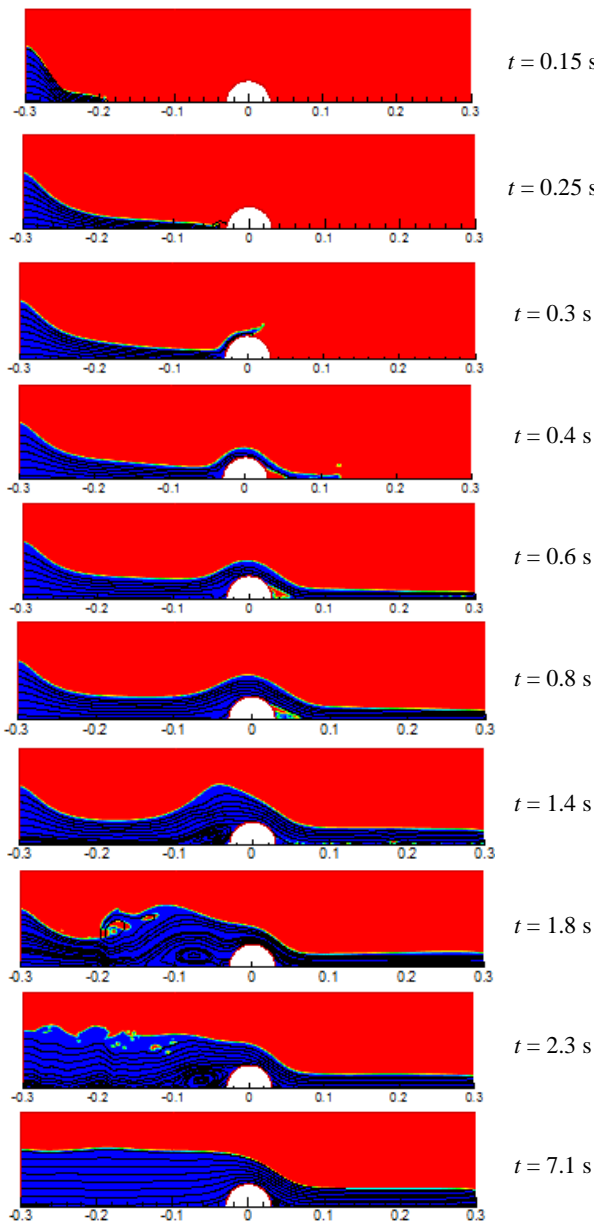 t = 0.15 s
-0.3 -0.2 -0.1 0 0.1 0.2 0.3
t = 0.25 s
-0.3 -0.2 -0.1 0 0.1 0.2 0.3
t = 0.3 s
-0.3 -0.2 -0.1 0 0.1 0.2 0.3
t = 0.4 s
-0.3 -0.2 -0.1 0 0.1 0.2 0.3
t = 0.6 s
-0.3 -0.2 -0.1 0 0.1 0.2 0.3
t = 0.8 s
-0.3 -0.2 -0.1 0 0.1 0.2 0.3
t = 1.4 s
-0.3 -0.2 -0.1 0 0.1 0.2 0.3
t = 1.8 s
-0.3 -0.2 -0.1 0 0.1 0.2 0.3
t = 2.3 s
-0.3 -0.2 -0.1 0 0.1 0.2 0.3
t = 7.1 s
-0.3 -0.2 -0.1 0 0.1 0.2 0.3